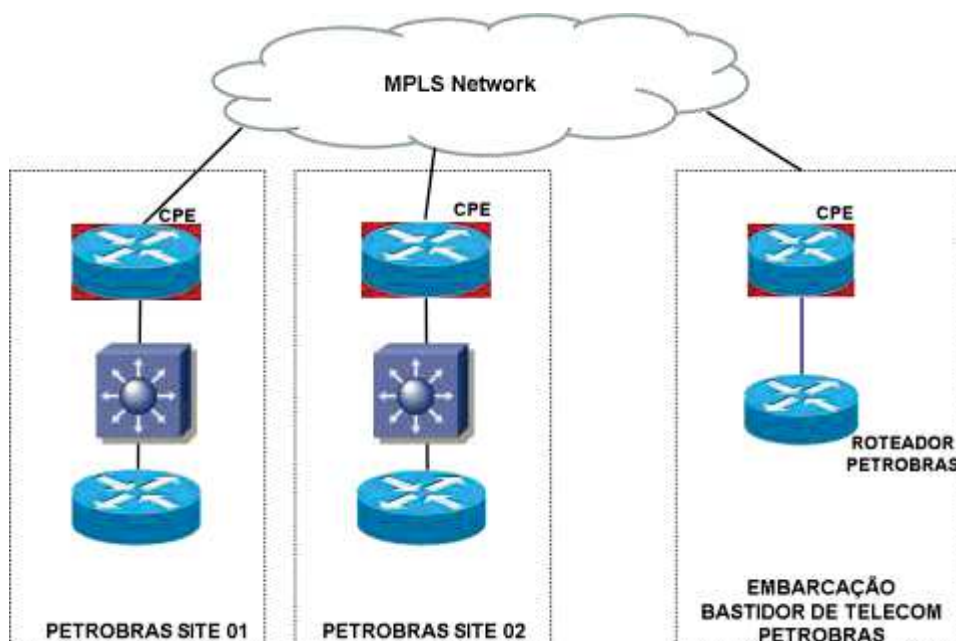 MPLS Network
CPE
CPE
CPE
ROTEADOR
PETROBRAS
PETROBRAS SITE 01
PETROBRAS SITE 02
EMBARCAÇÃO
BASTIDOR DE TELECOM
PETROBRAS